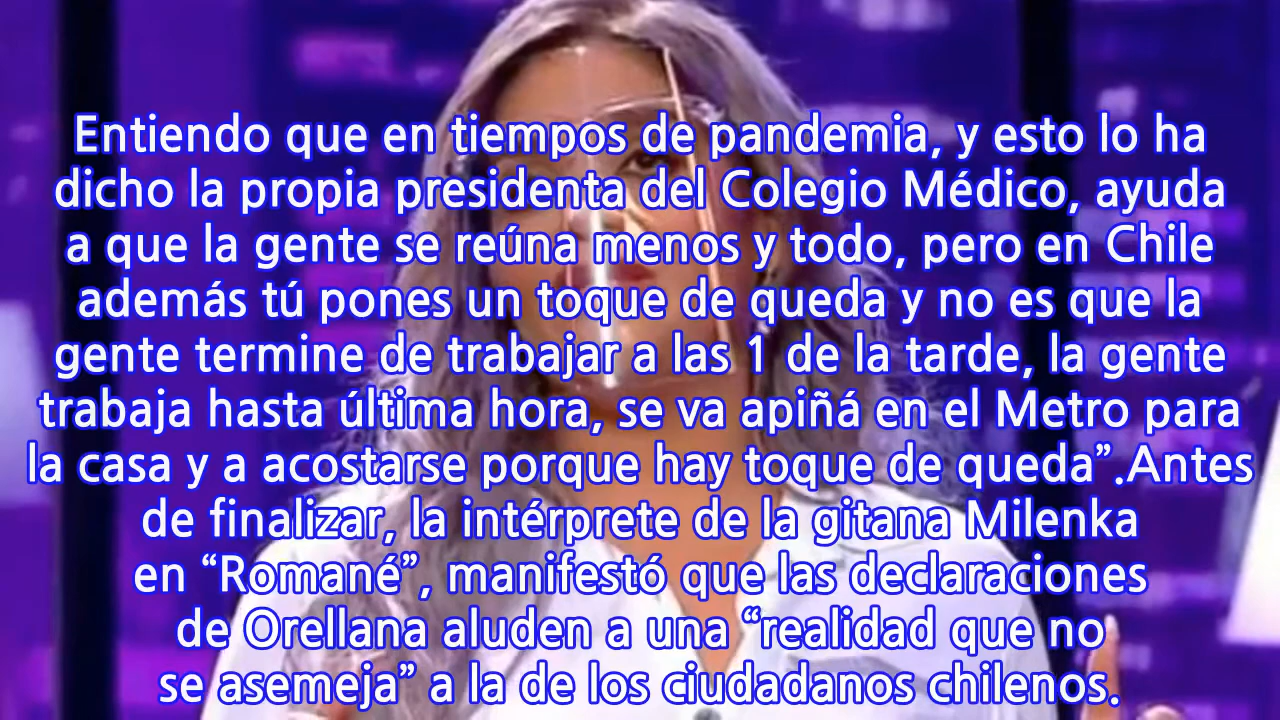 Entiendo que en tiempos de pandemia, y esto lo ha
dicho la propia presidenta del Colegio Médico, ayuda
a que la gente se reúna menos y todo, pero en Chile
además tú pones un toque de queda y no es que la
gente termine de trabajar a las 1 de la tarde, la gente
trabaja hasta última hora, se va apiñá en el Metro para
la casa y a acostarse porque hay toque de queda”.Antes
de finalizar, la intérprete de la gitana Milenka
en “Romané”, manifestó que las declaraciones
de Orellana aluden a una “realidad que no
se asemeja” a la de los ciudadanos chilenos.